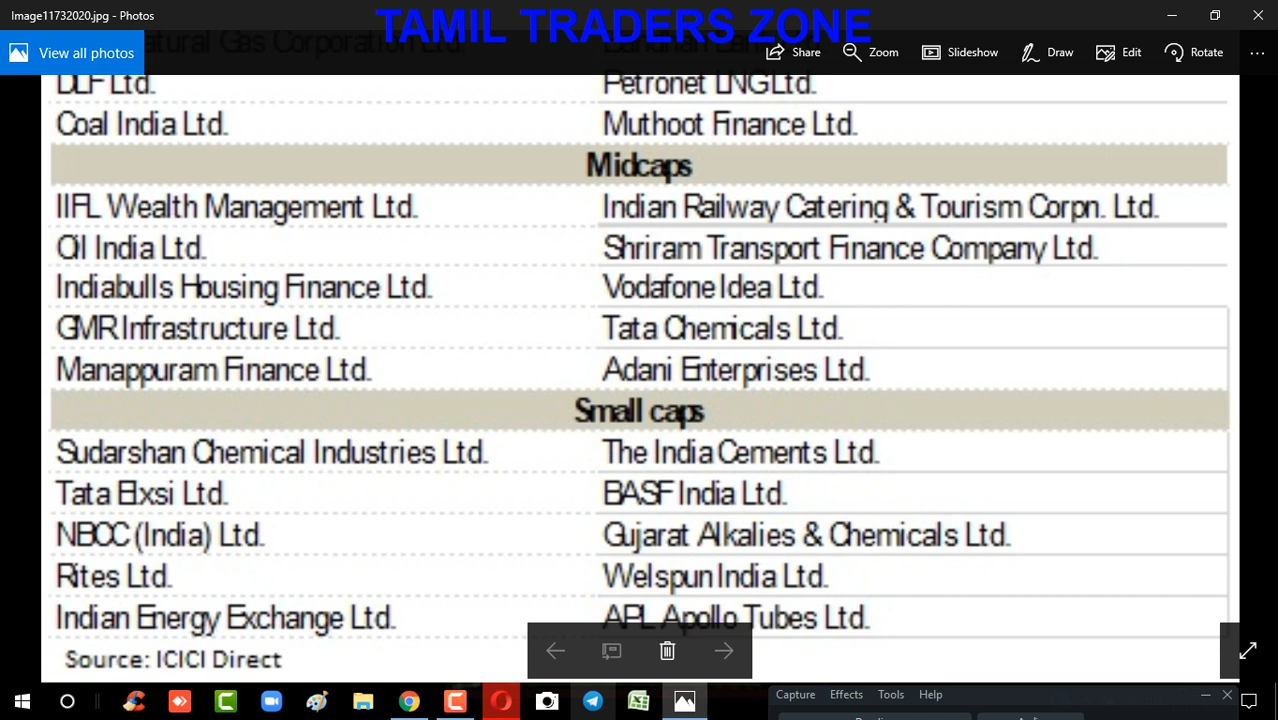 Image11732020.jpg - Photos
TAMIL TRADERS ZONE
View all photos
Share Zoom Slideshow Draw Edit Rotate
Natural Gas Corporation Ltd.
DLF Ltd. Petronet LNG Ltd.
Coal India Ltd. Muthoot Finance Ltd.
Midcaps
IIFL Wealth Management Ltd. Indian Railway Catering & Tourism Corpn. Ltd.
Oil India Ltd. Shriram Transport Finance Company Ltd.
Indiabulls Housing Finance Ltd. Vodafone Idea Ltd.
GMR Infrastructure Ltd. Tata Chemicals Ltd.
Manappuram Finance Ltd. Adani Enterprises Ltd.
Small caps
Sudarshan Chemical Industries Ltd. The India Cements Ltd.
Tata Elxsi Ltd. BASF India Ltd.
NBCC (India) Ltd. Gujarat Alkalies & Chemicals Ltd.
Rites Ltd. Welspun India Ltd.
Indian Energy Exchange Ltd. APL Apollo Tubes Ltd.
Source: ICICI Direct
Capture Effects Tools Help